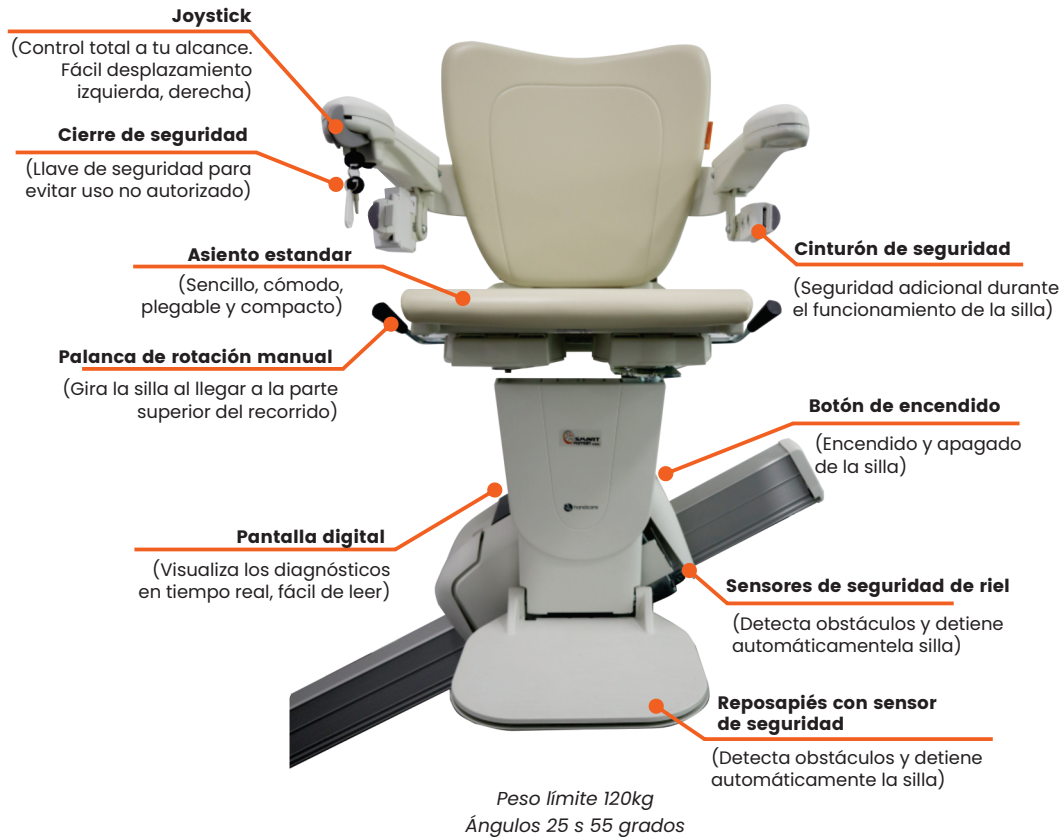 Joystick
(Control total a tu alcance.
Fácil desplazamiento
izquierda, derecha)
Cierre de seguridad
(Llave de seguridad para
evitar uso no autorizado)
Asiento estandar
(Sencillo, cómodo,
plegable y compacto)
Palanca de rotación manual
(Gira la silla al llegar a la parte
superior del recorrido)
Pantalla digital
(Visualiza los diagnósticos
en tiempo real, fácil de leer)
Cinturón de seguridad
(Seguridad adicional durante
el funcionamiento de la silla)
Botón de encendido
(Encendido y apagado
de la silla)
handicare
Sensores de seguridad de riel
(Detecta obstáculos y detiene
automáticamentela silla)
Reposapiés con sensor
de seguridad
(Detecta obstáculos y detiene
automáticamente la silla)
Peso límite 120kg
Ángulos 25 s 55 grados